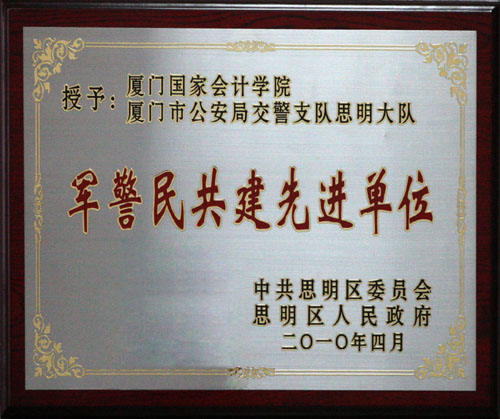 厦门国家会计学院
授予：
厦门市公安局交警支队思明大队
军警民共建先进单位
中共思明区委员会
思明区人民政府
二〇一〇年四月